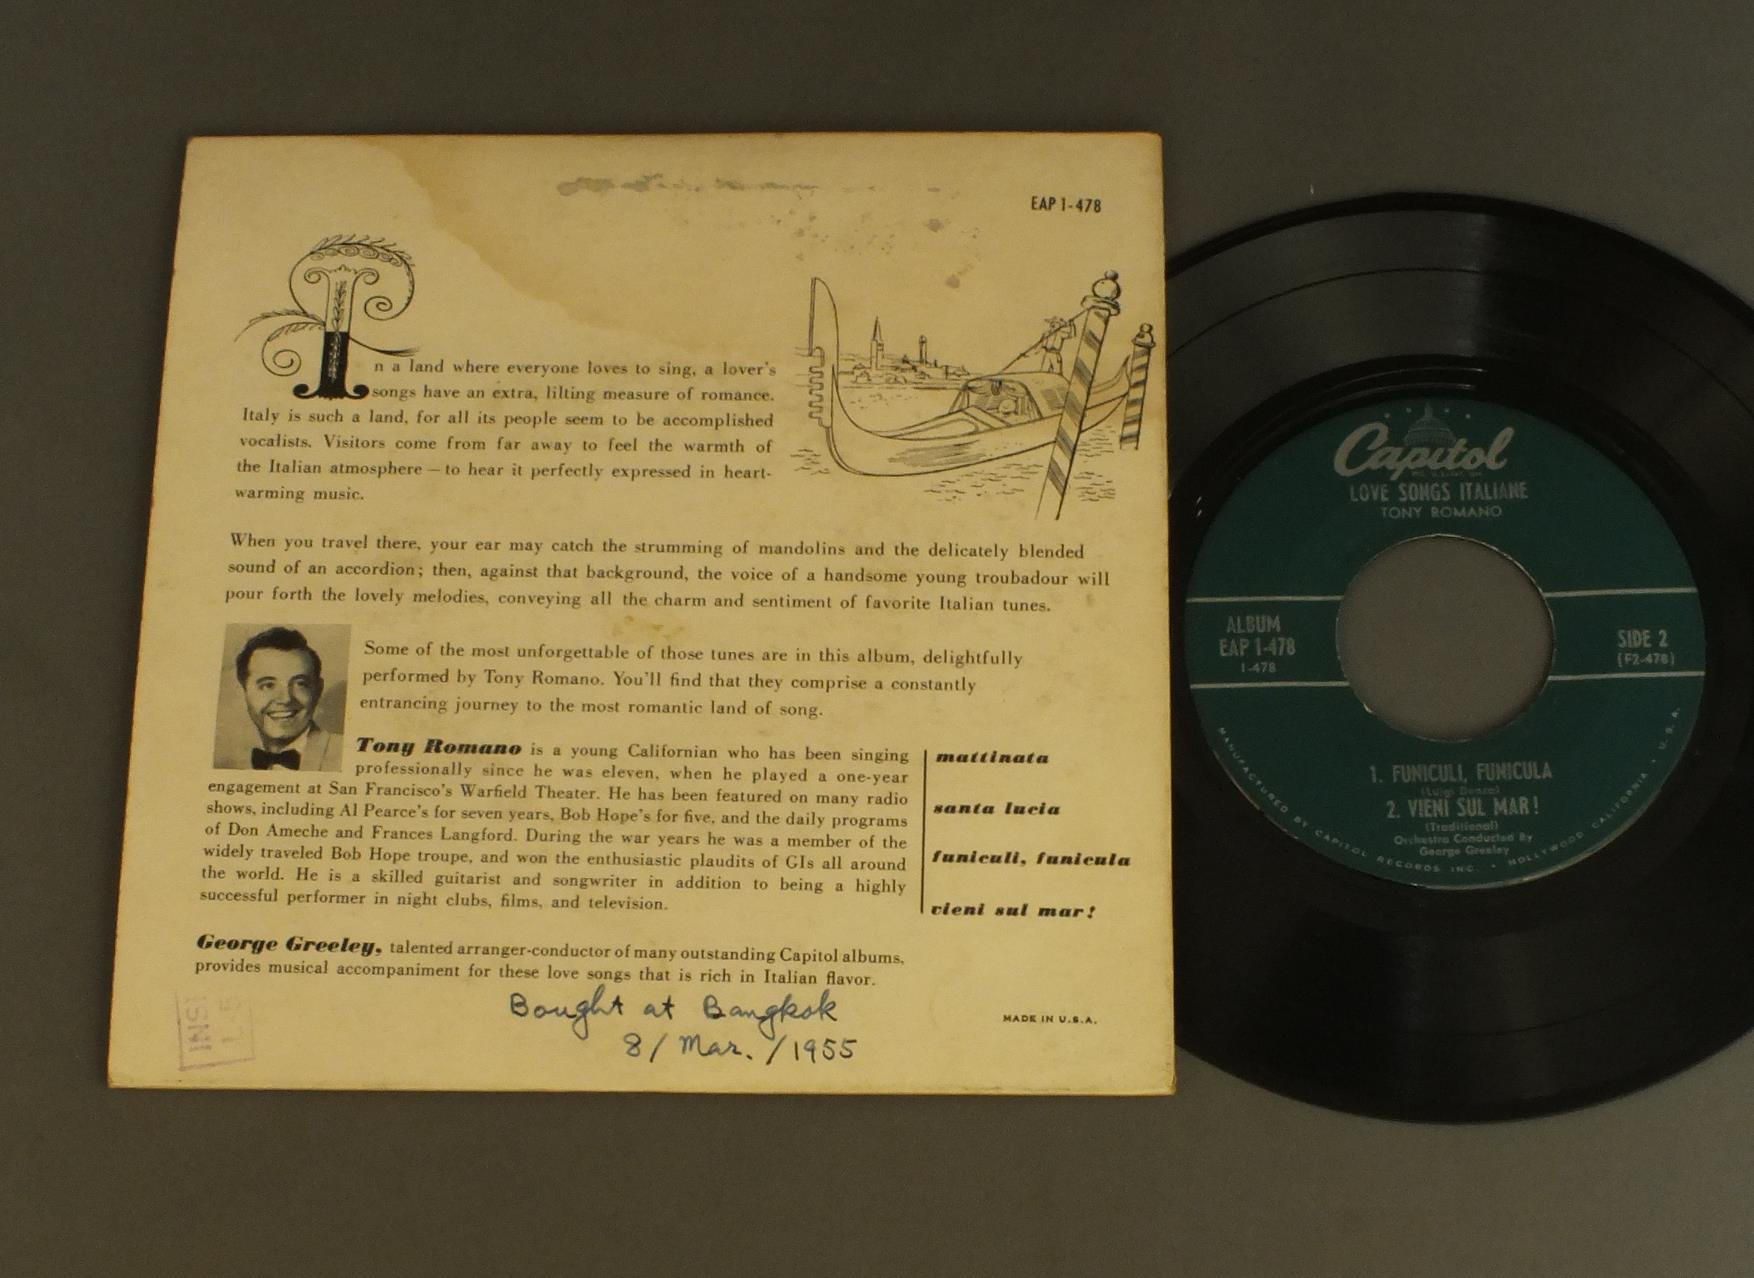 EAP 1-478
In a land where everyone loves to sing, a lover's
songs have an extra, lilting measure of romance.
Italy is such a land, for all its people seem to be accomplished
vocalists. Visitors come from far away to feel the warmth of
the Italian atmosphere — to hear it perfectly expressed in heart-
warming music.
When you travel there, your ear may catch the strumming of mandolins and the delicately blended
sound of an accordion; then, against that background, the voice of a handsome young troubadour will
pour forth the lovely melodies, conveying all the charm and sentiment of favorite Italian tunes.
Some of the most unforgettable of those tunes are in this album, delightfully
performed by Tony Romano. You'll find that they comprise a constantly
entrancing journey to the most romantic land of song.
Tony Romano is a young Californian who has been singing
professionally since he was eleven, when he played a one-year
engagement at San Francisco's Warfield Theater. He has been featured on many radio
shows, including Al Pearce's for seven years, Bob Hope's for five, and the daily programs
of Don Ameche and Frances Langford. During the war years he was a member of the
widely traveled Bob Hope troupe, and won the enthusiastic plaudits of GIs all around
the world. He is a skilled guitarist and songwriter in addition to being a highly
successful performer in night clubs, films, and television.
mattinata
santa lucia
funiculi, funicula
vieni sul mar!
George Greeley, talented arranger-conductor of many outstanding Capitol albums,
provides musical accompaniment for these love songs that is rich in Italian flavor.
Bought at Bangkok
8/ Mar. /1955
MADE IN U.S.A.
Capitol
LOVE SONGS ITALIANE
TONY ROMANO
ALBUM
EAP 1-478
1-478
SIDE 2
(F2-478)
1. FUNICULI, FUNICULA
(Luigi Denza)
2. VIENI SUL MAR!
(Traditional)
Orchestra Conducted By
George Greeley
MANUFACTURED BY CAPITOL RECORDS, INC. • HOLLYWOOD, CALIFORNIA • U.S.A.